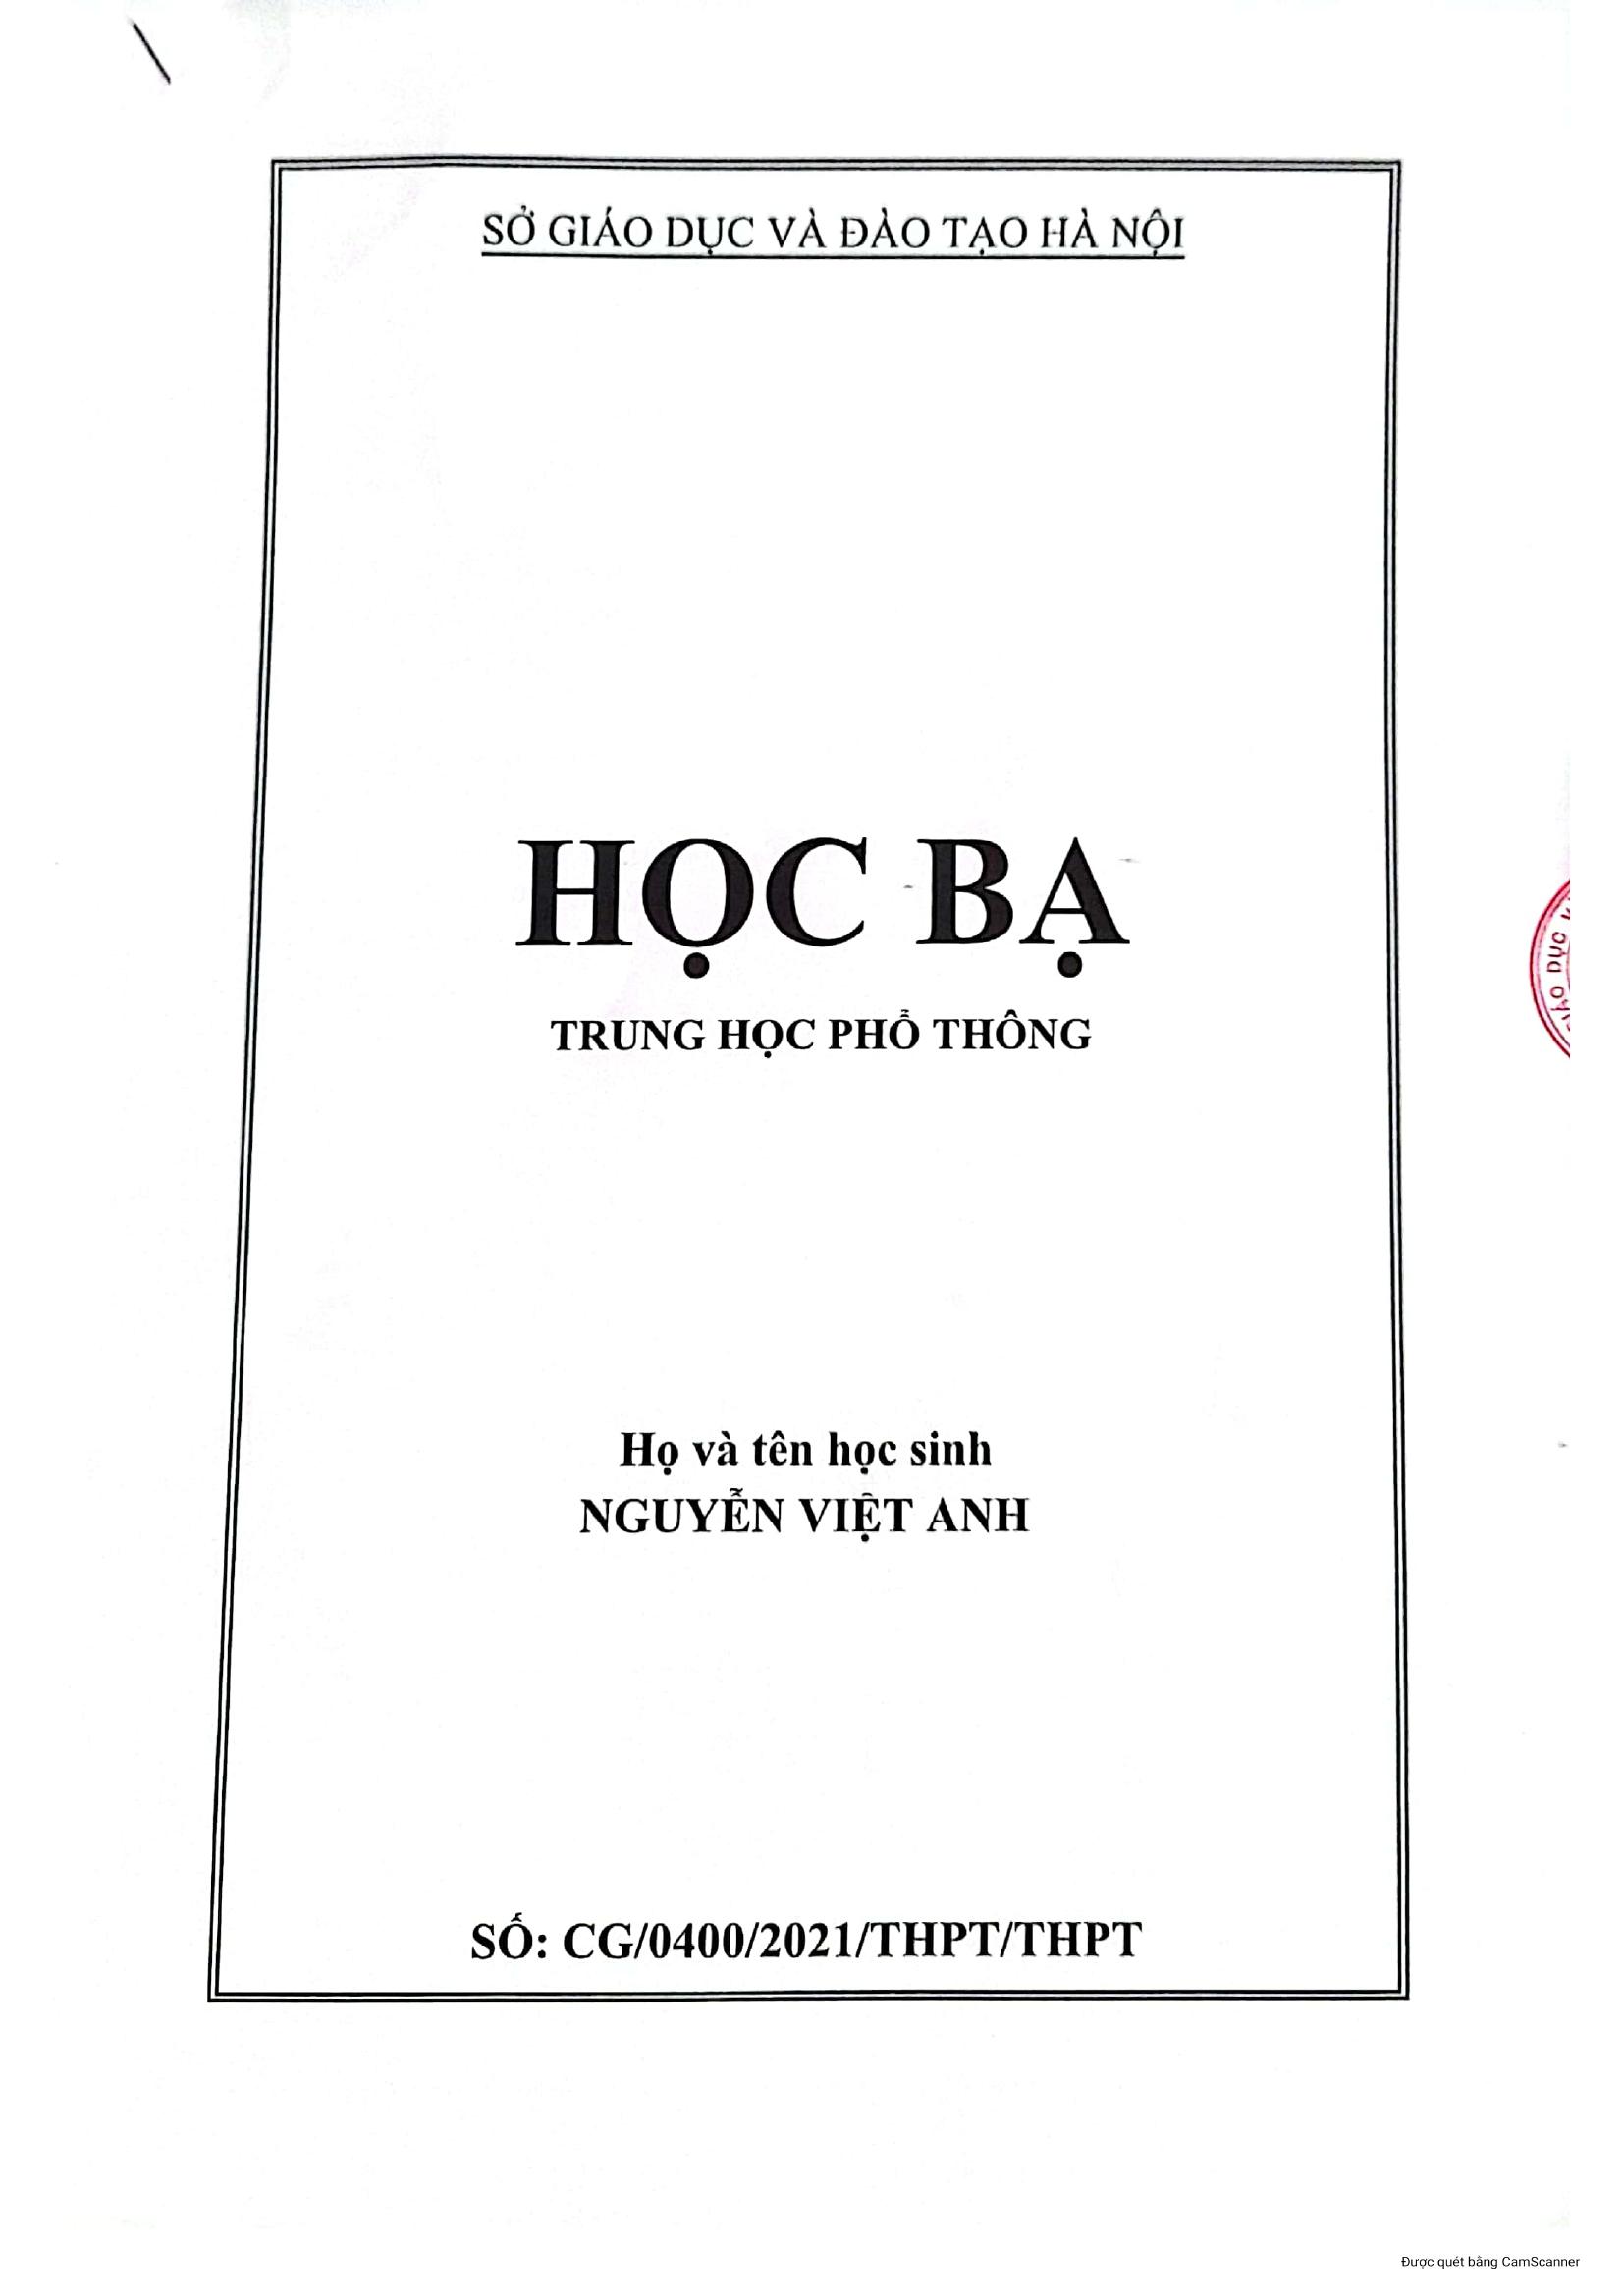 SỞ GIÁO DỤC VÀ ĐÀO TẠO HÀ NỘI
HỌC BẠ
TRUNG HỌC PHỔ THÔNG
DỤC
Họ và tên học sinh
NGUYỄN VIỆT ANH
SỐ: CG/0400/2021/THPT/THPT
Được quét bằng CamScanner